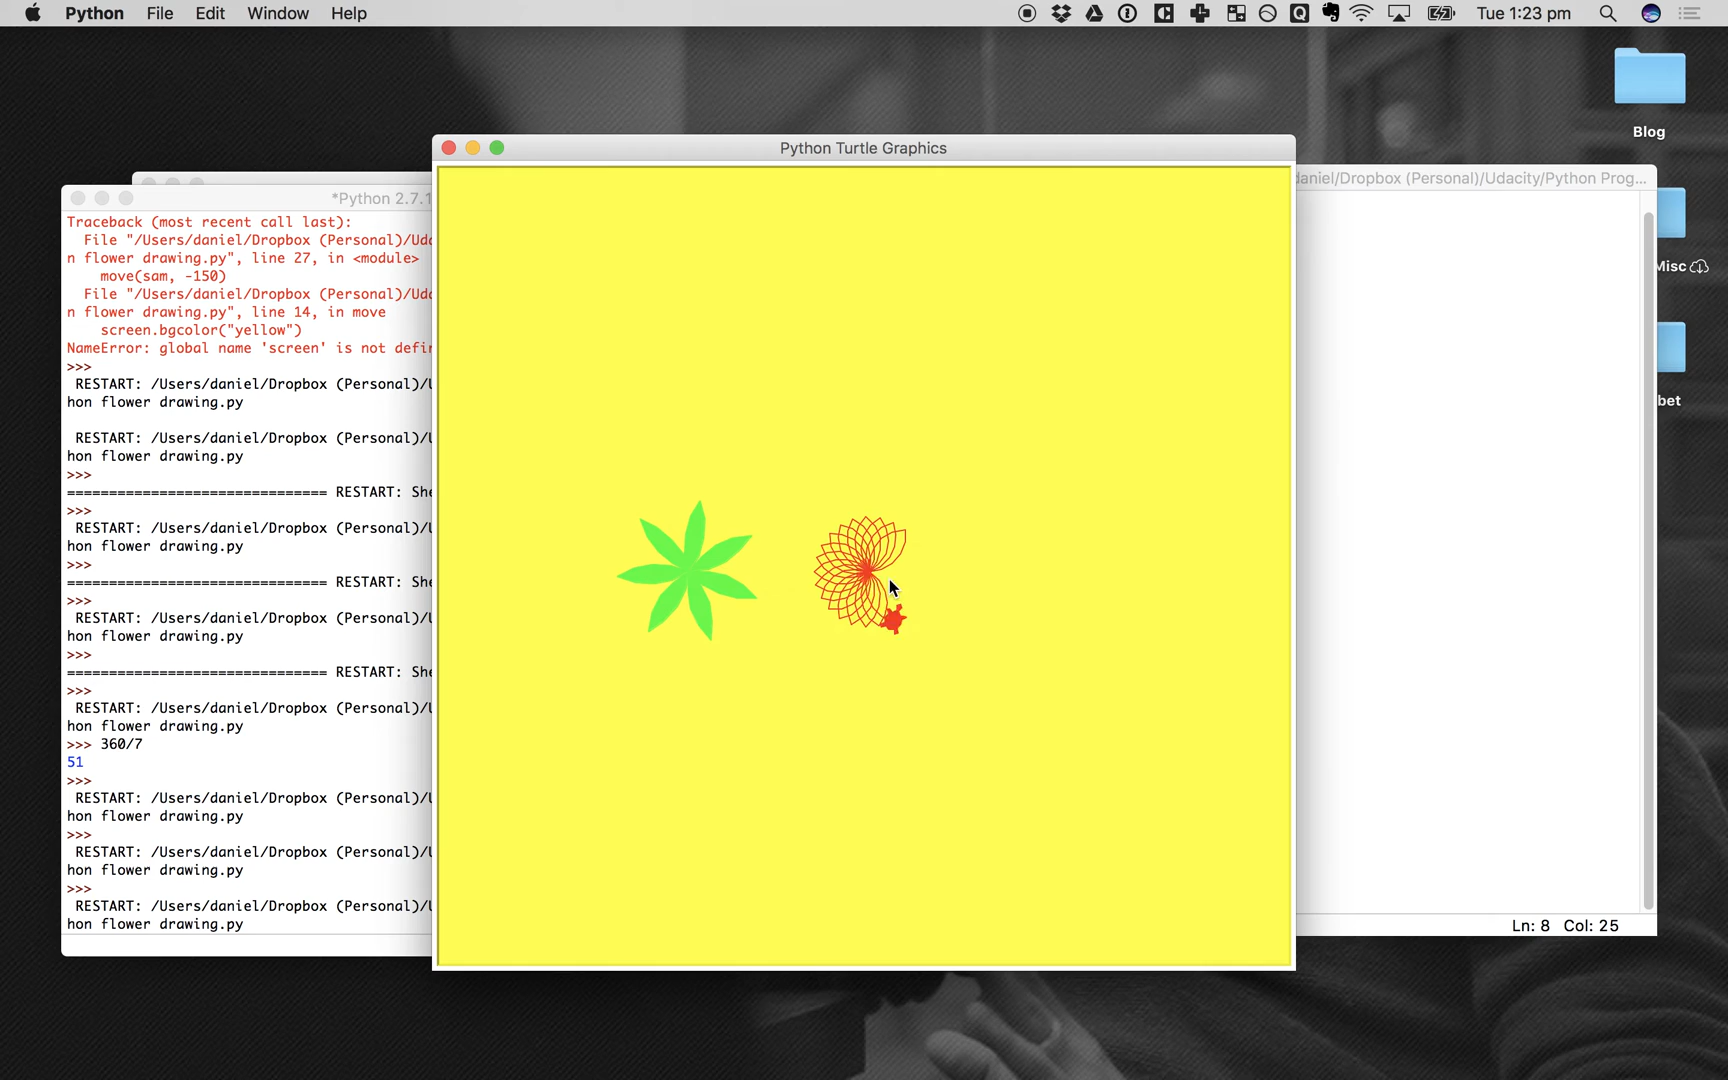 Python File Edit Window Help
Tue 1:23 pm
Blog
Misc
bet
Python Turtle Graphics
daniel/Dropbox (Personal)/Udacity/Python Prog...
*Python 2.7.1
Traceback (most recent call last):
File "/Users/daniel/Dropbox (Personal)/Uda
n flower drawing.py", line 27, in <module>
move(sam, -150)
File "/Users/daniel/Dropbox (Personal)/Uda
n flower drawing.py", line 14, in move
screen.bgcolor("yellow")
NameError: global name 'screen' is not defin
>>>
RESTART: /Users/daniel/Dropbox (Personal)/U
hon flower drawing.py
RESTART: /Users/daniel/Dropbox (Personal)/U
hon flower drawing.py
>>>
=============================== RESTART: She
>>>
RESTART: /Users/daniel/Dropbox (Personal)/U
hon flower drawing.py
>>>
=============================== RESTART: She
>>>
RESTART: /Users/daniel/Dropbox (Personal)/U
hon flower drawing.py
>>>
=============================== RESTART: She
>>>
RESTART: /Users/daniel/Dropbox (Personal)/U
hon flower drawing.py
>>> 360/7
51
>>>
RESTART: /Users/daniel/Dropbox (Personal)/U
hon flower drawing.py
>>>
RESTART: /Users/daniel/Dropbox (Personal)/U
hon flower drawing.py
>>>
RESTART: /Users/daniel/Dropbox (Personal)/U
hon flower drawing.py
Ln: 8 Col: 25